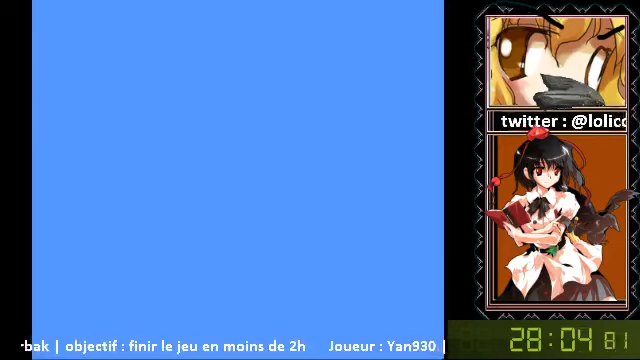 twitter : @lolicc
bak | objectif : finir le jeu en moins de 2h Joueur : Yan930 |
28:04 81